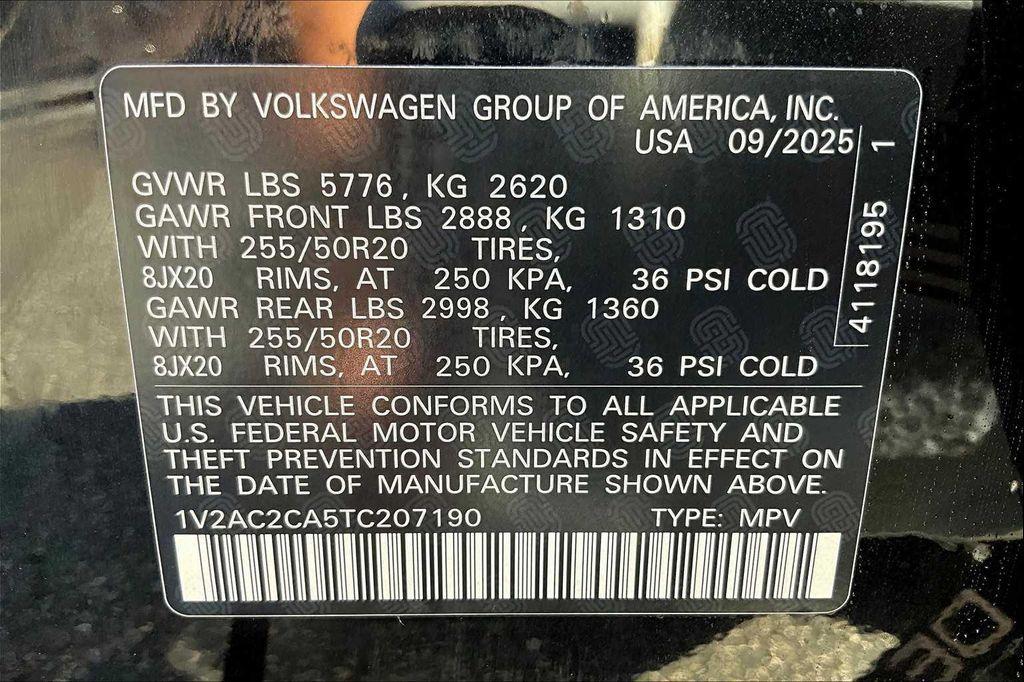 MFD BY VOLKSWAGEN GROUP OF AMERICA, INC.
USA 09/2025
GVWR LBS 5776, KG 2620
GAWR FRONT LBS 2888, KG 1310
WITH 255/50R20 TIRES,
8JX20 RIMS, AT 250 KPA, 36 PSI COLD
GAWR REAR LBS 2998, KG 1360
WITH 255/50R20 TIRES,
8JX20 RIMS, AT 250 KPA, 36 PSI COLD
4118195 1
THIS VEHICLE CONFORMS TO ALL APPLICABLE
U.S. FEDERAL MOTOR VEHICLE SAFETY AND
THEFT PREVENTION STANDARDS IN EFFECT ON
THE DATE OF MANUFACTURE SHOWN ABOVE.
1V2AC2CA5TC207190 TYPE: MPV